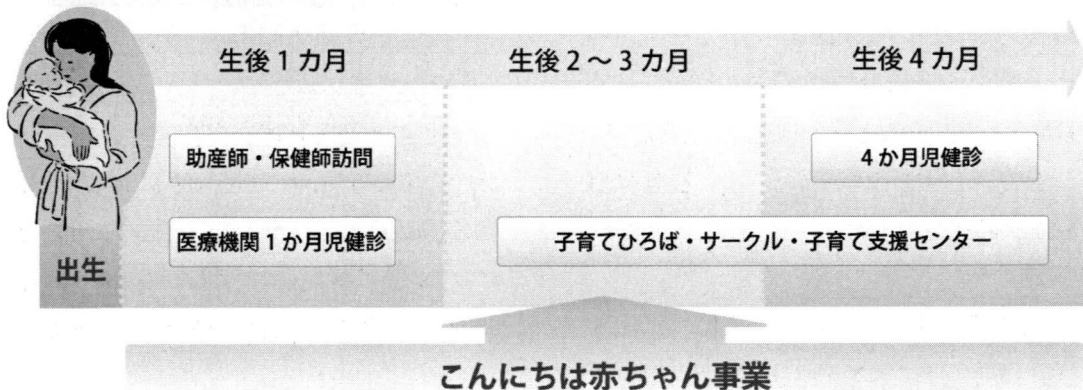 生後1カ月
生後2～3カ月
生後4カ月
助産師・保健師訪問
4か月児健診
医療機関1か月児健診
子育てひろば・サークル・子育て支援センター
出生
こんにちは赤ちゃん事業